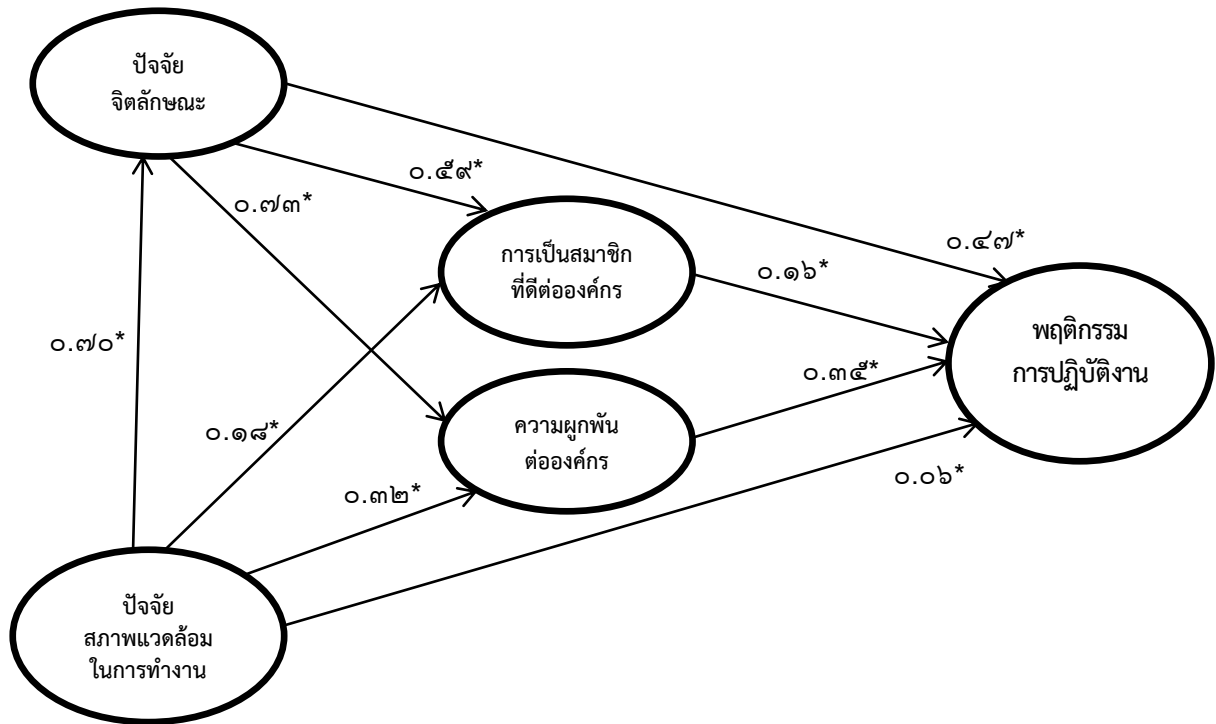 ปัจจัย
จิตลักษณะ
๐.๕๙*
๐.๗๓*
๐.๔๗*
การเป็นสมาชิก
ที่ดีต่อองค์กร
๐.๑๖*
พฤติกรรม
การปฏิบัติงาน
๐.๗๐*
๐.๓๕*
๐.๑๘*
ความผูกพัน
ต่อองค์กร
๐.๐๖*
๐.๓๒*
ปัจจัย
สภาพแวดล้อม
ในการทำงาน